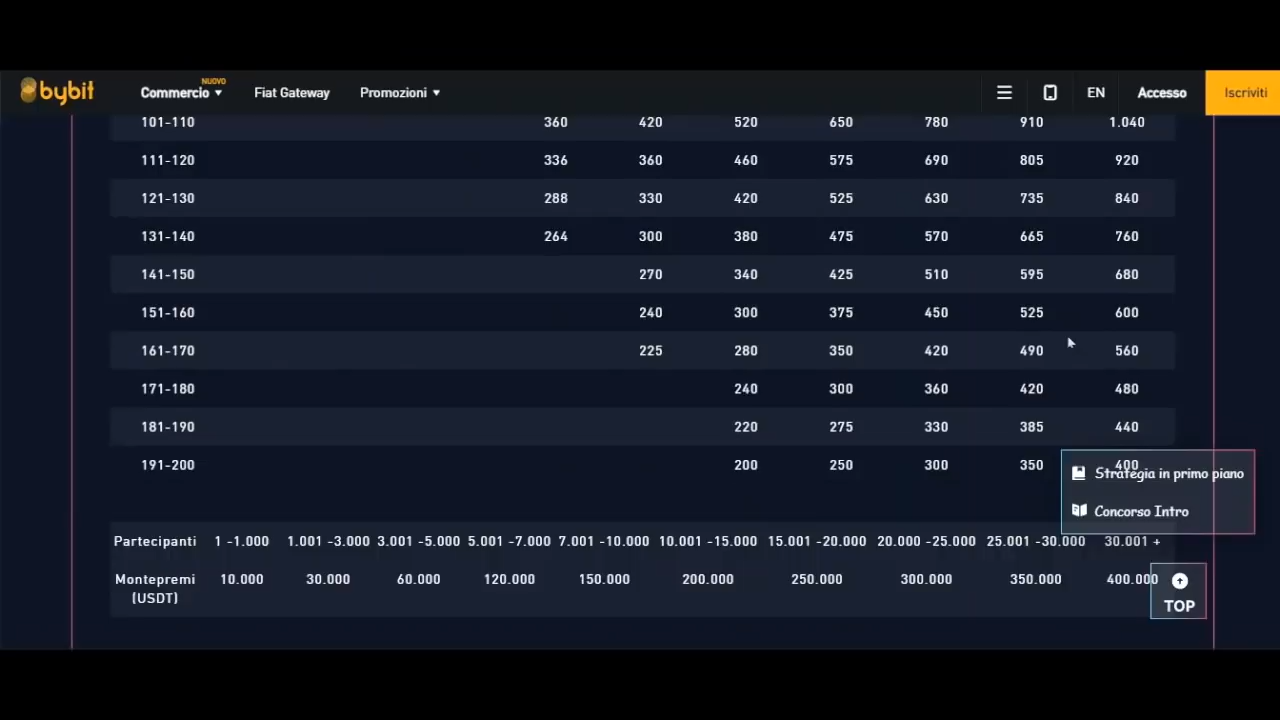 bybit Commercio NUOVO Fiat Gateway Promozioni EN Accesso Iscriviti
101-110 360 420 520 650 780 910 1.040
111-120 336 360 460 575 690 805 920
121-130 288 330 420 525 630 735 840
131-140 264 300 380 475 570 665 760
141-150 270 340 425 510 595 680
151-160 240 300 375 450 525 600
161-170 225 280 350 420 490 560
171-180 240 300 360 420 480
181-190 220 275 330 385 440
191-200 200 250 300 350 400
Strategia in primo piano
Concorso Intro
Partecipanti 1 -1.000 1.001 -3.000 3.001 -5.000 5.001 -7.000 7.001 -10.000 10.001 -15.000 15.001 -20.000 20.000 -25.000 25.001 -30.000 30.001 +
Montepremi 10.000 30.000 60.000 120.000 150.000 200.000 250.000 300.000 350.000 400.000
(USDT)
TOP